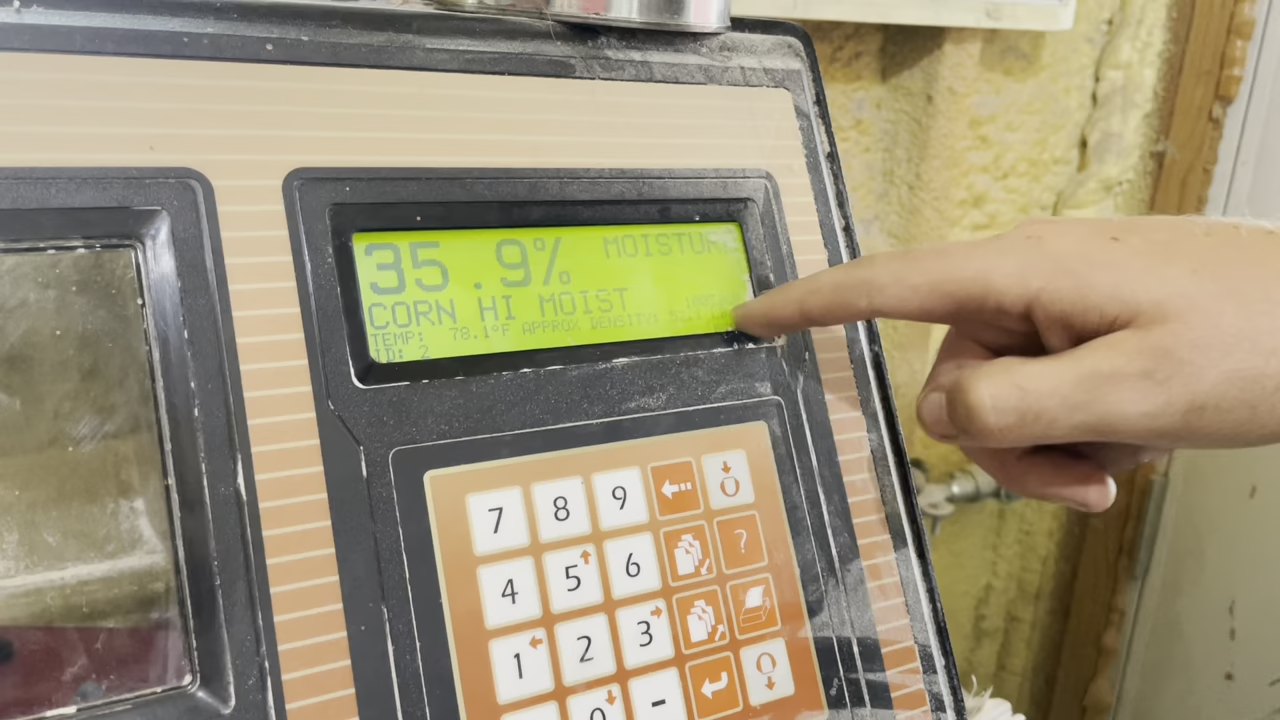 35.9% MOISTURE
CORN HI MOIST
TEMP: 78.1°F APPROX DENSITY:
ID: 2
7 8 9
4 5 6 ?
1 2 3
0 -